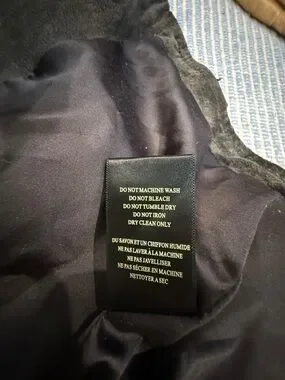 DO NOT MACHINE WASH
DO NOT BLEACH
DO NOT TUMBLE DRY
DO NOT IRON
DRY CLEAN ONLY
DU SAVON ET UN CHIFFON HUMIDE
NE PAS LAVER À LA MACHINE
NE PAS JAVELLISER
NE PAS SÉCHER EN MACHINE
NETTOYER A SEC